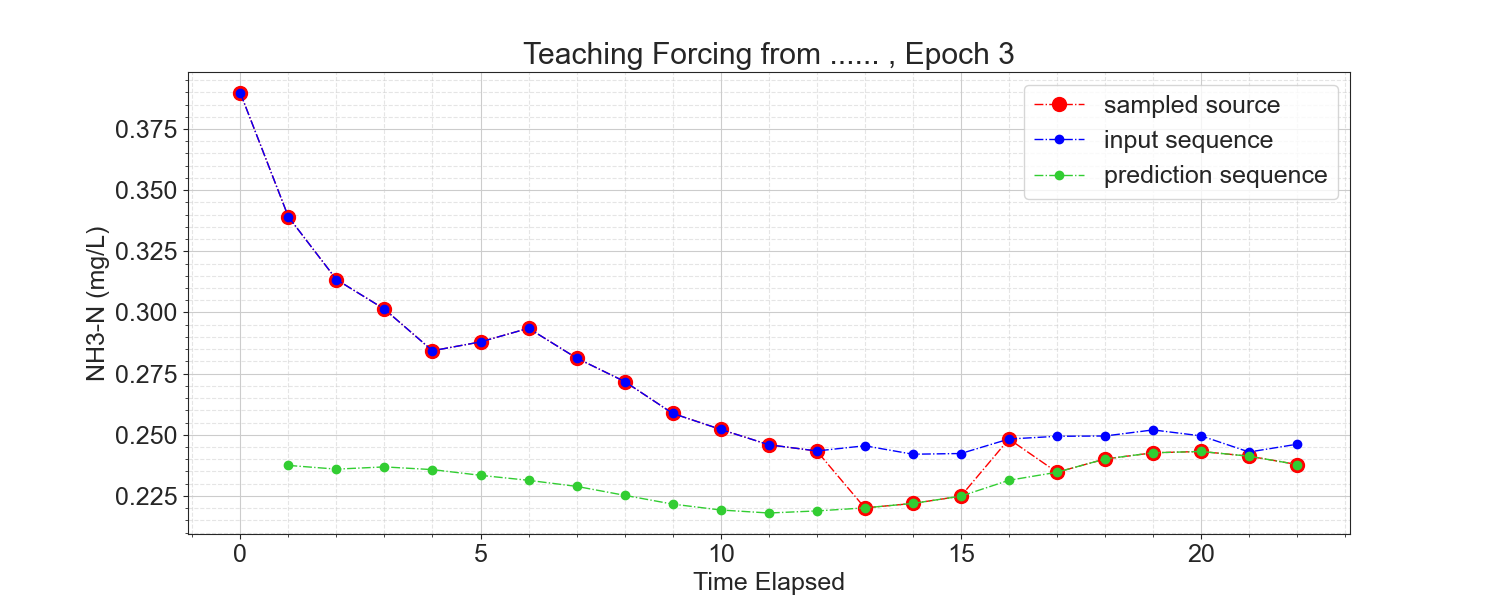 Teaching Forcing from ...... , Epoch 3
sampled source
input sequence
prediction sequence
NH3-N (mg/L)
0.375
0.350
0.325
0.300
0.275
0.250
0.225
0 5 10 15 20
Time Elapsed